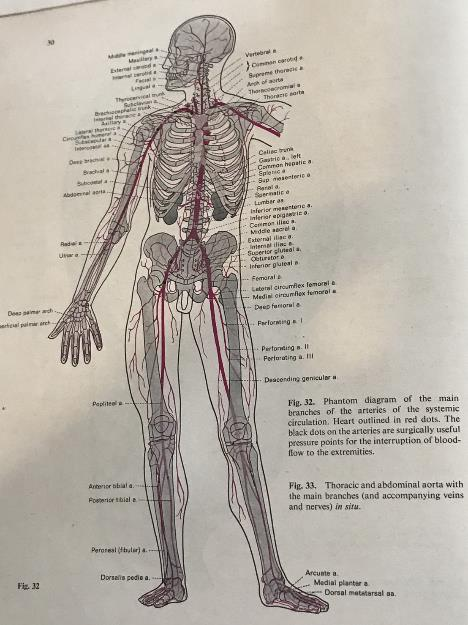 30
Middle meningeal a.
Maxillary a.
External carotid a.
Internal carotid a.
Facial a.
Lingual a.
Thyrocervical trunk
Subclavian a.
Brachiocephalic trunk
Internal thoracic a.
Axillary a.
Lateral thoracic a.
Circumflex humeral a.
Subscapular a.
Intercostal aa.
Deep brachial a.
Brachial a.
Subcostal a.
Abdominal aorta
Radial a.
Ulnar a.
Deep palmar arch
perficial palmar arch
Popliteal a.
Anterior tibial a.
Posterior tibial a.
Peroneal (fibular) a.
Dorsalis pedis a.
Fig. 32
Vertebral a.
Common carotid a.
Supreme thoracic a.
Arch of aorta
Thoracoacromial a.
Thoracic aorta
Celiac trunk
Gastric a., left
Common hepatic a.
Splenic a.
Sup. mesenteric a.
Renal a.
Spermatic a.
Lumbar aa.
Inferior mesenteric a.
Inferior epigastric a.
Common iliac a.
Middle sacral a.
External iliac a.
Internal iliac a.
Superior gluteal a.
Obturator a.
Inferior gluteal a.
Femoral a.
Lateral circumflex femoral a.
Medial circumflex femoral a.
Deep femoral a.
Perforating a. I
Perforating a. II
Perforating a. III
Descending genicular a.
Fig. 32. Phantom diagram of the main
branches of the arteries of the systemic
circulation. Heart outlined in red dots. The
black dots on the arteries are surgically useful
pressure points for the interruption of blood-
flow to the extremities.
Fig. 33. Thoracic and abdominal aorta with
the main branches (and accompanying veins
and nerves) in situ.
Arcuate a.
Medial plantar a.
Dorsal metatarsal aa.